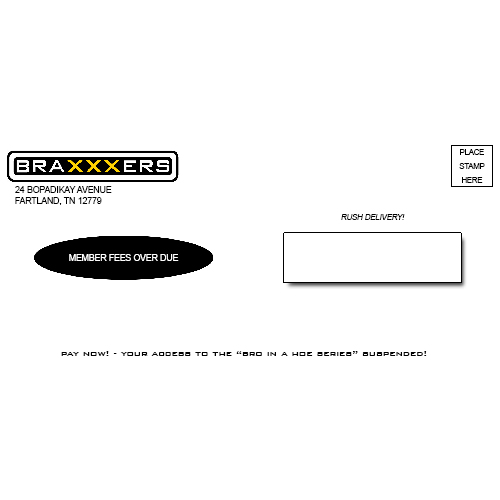 BRAXXXERS
24 BOPADIKAY AVENUE
FARTLAND, TN 12779
PLACE
STAMP
HERE
RUSH DELIVERY!
MEMBER FEES OVER DUE
PAY NOW! - YOUR ACCESS TO THE "BRO IN A HOE SERIES" SUSPENDED!